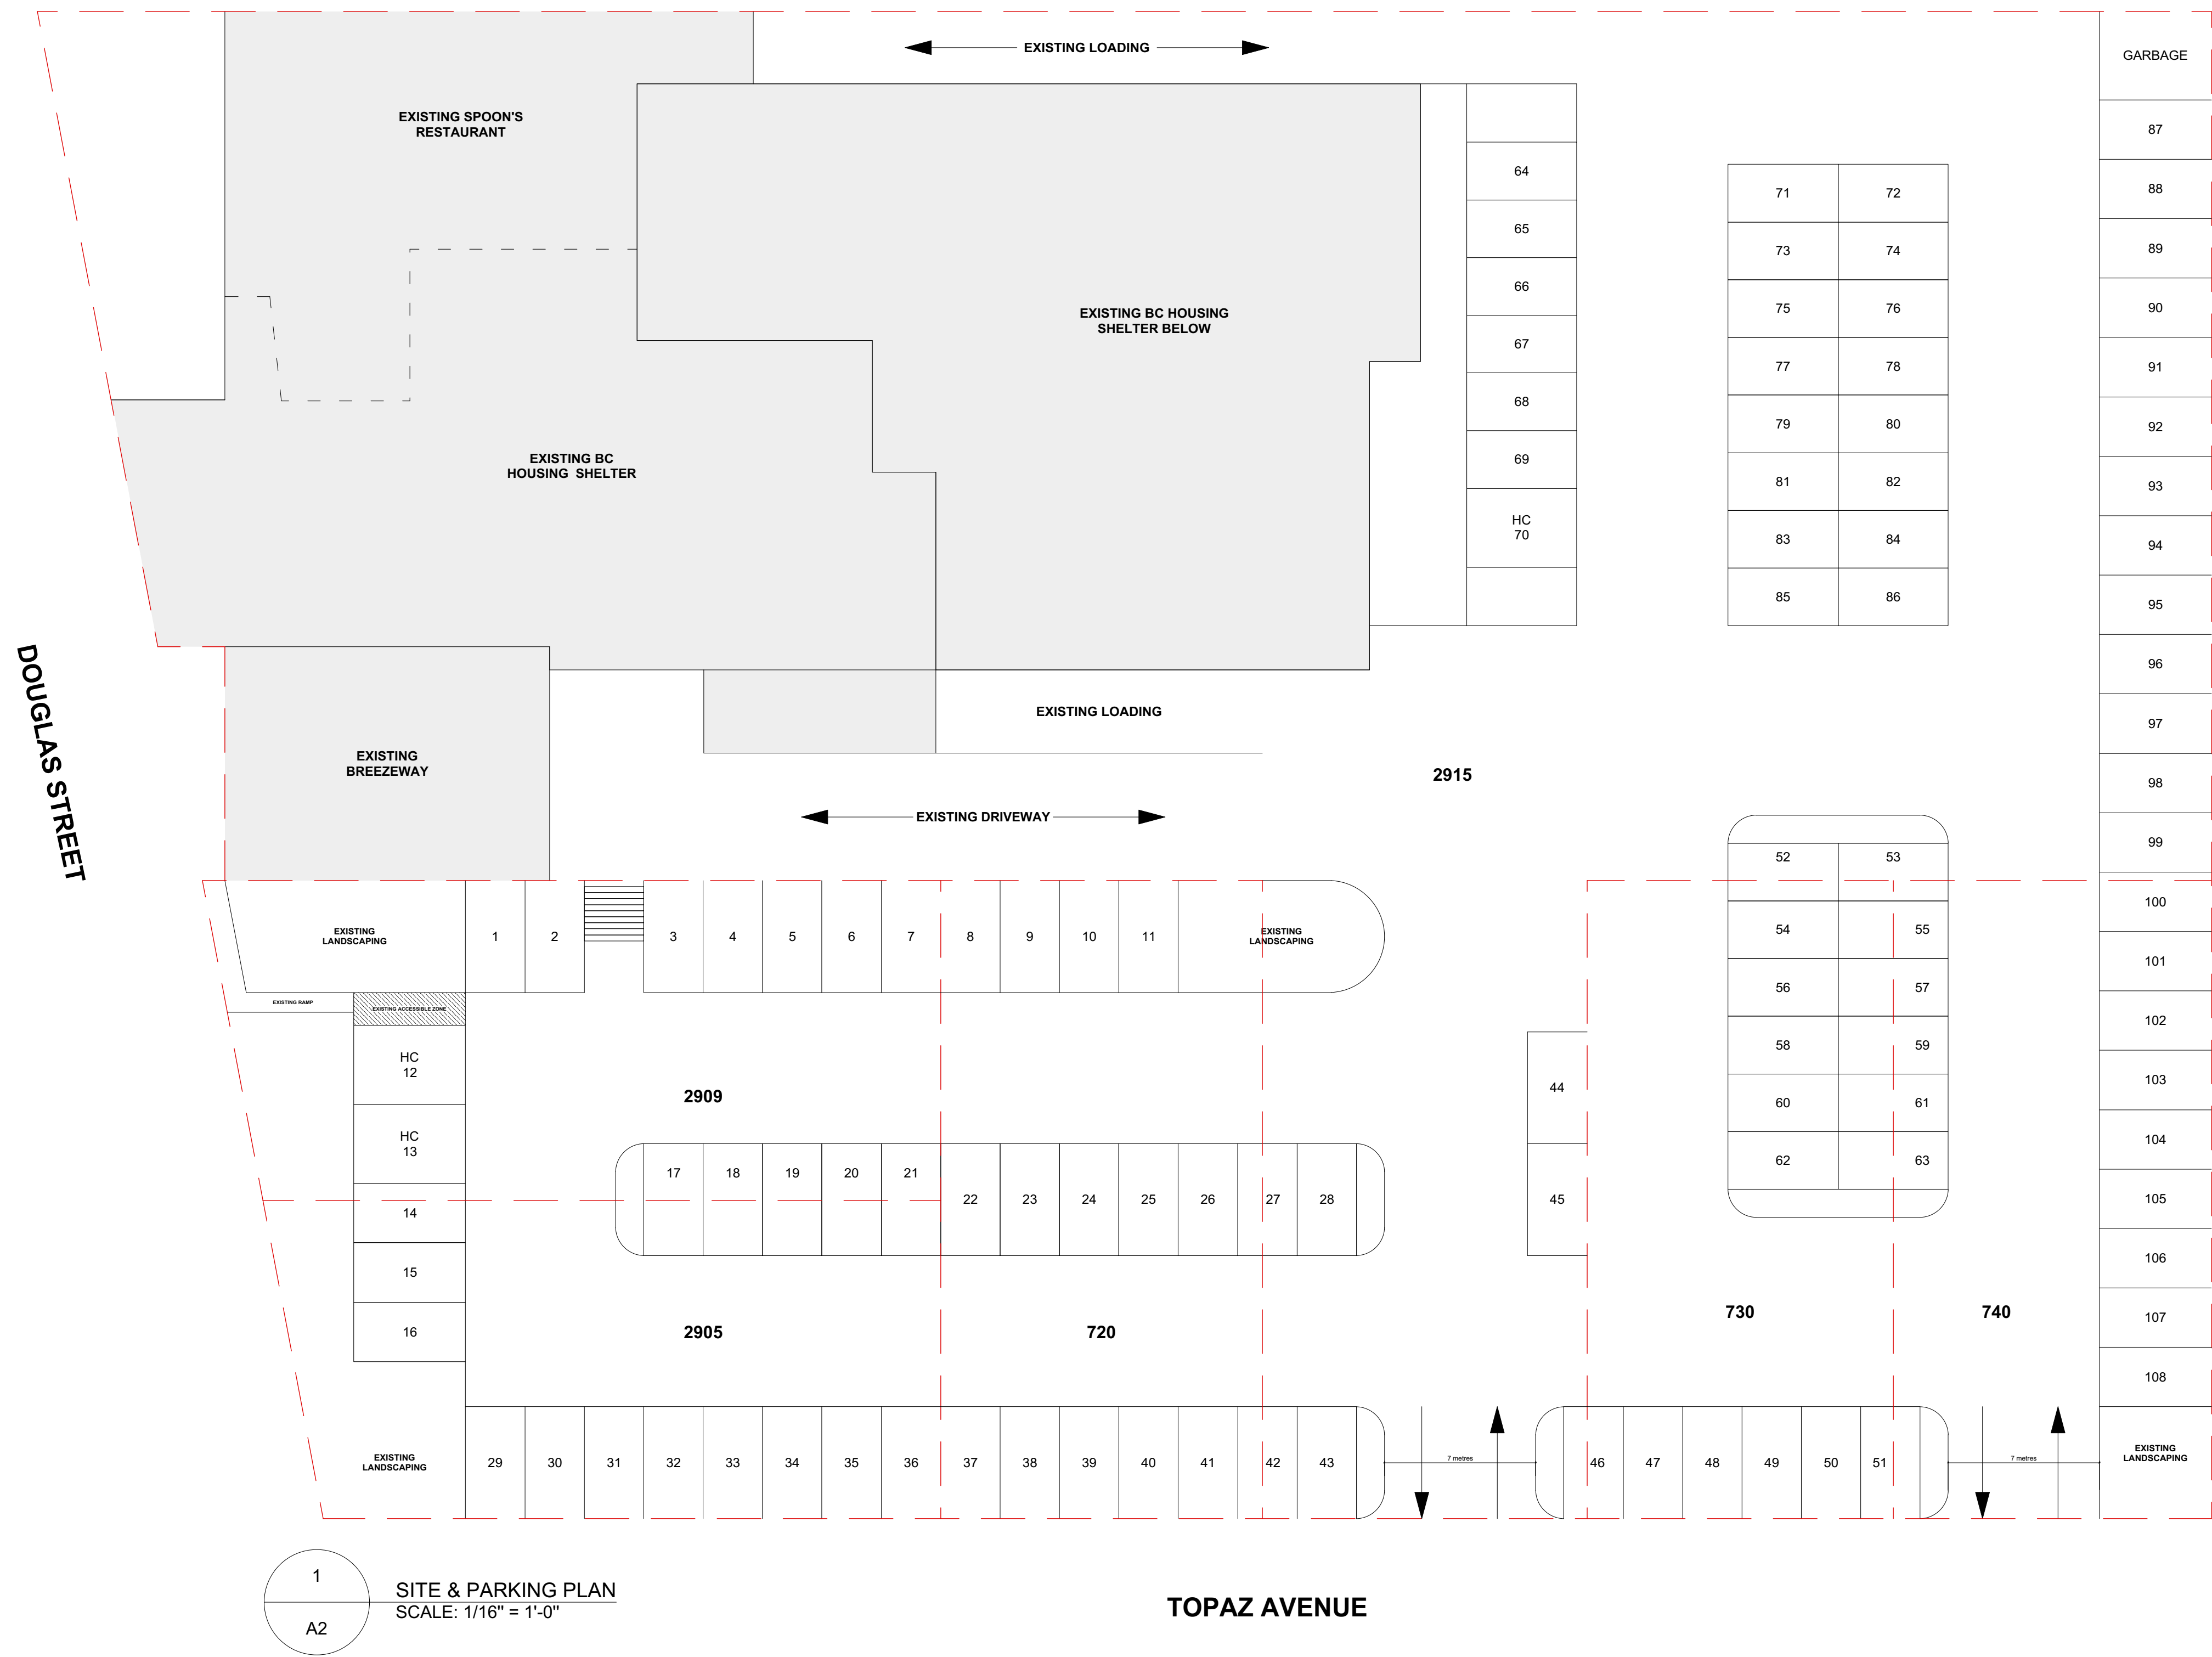 EXISTING LOADING
GARBAGE
EXISTING SPOON'S
RESTAURANT
87
64
88
71 72
65
89
73 74
66
90
75 76
EXISTING BC HOUSING
SHELTER BELOW
67
91
77 78
68
92
79 80
EXISTING BC
HOUSING SHELTER
69
93
81 82
HC
70
94
83 84
95
85 86
96
DOUGLAS STREET
EXISTING LOADING
97
EXISTING
BREEZEWAY
2915
98
EXISTING DRIVEWAY
99
52 53
100
EXISTING
LANDSCAPING
1 2 3 4 5 6 7 8 9 10 11
EXISTING
LANDSCAPING
54 55
101
EXISTING RAMP
EXISTING ACCESSIBLE ZONE
56 57
102
HC
12
58 59
103
44
2909
60 61
104
HC
13
62 63
17 18 19 20 21
22 23 24 25 26 27 28
45
105
14
106
15
107
730
740
16
2905
720
108
EXISTING
LANDSCAPING
29 30 31 32 33 34 35 36 37 38 39 40 41 42 43
7 metres
46 47 48 49 50 51
7 metres
EXISTING
LANDSCAPING
1
A2
SITE & PARKING PLAN
SCALE: 1/16" = 1'-0"
TOPAZ AVENUE